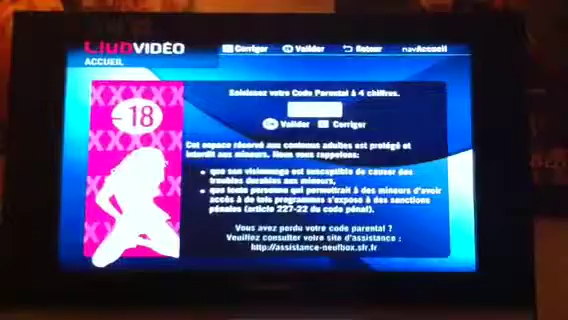 CLUBVIDÉO
Corriger Valider Retour navAccueil
ACCUEIL
XXXXX
-18
Saisissez votre Code Parental à 4 chiffres.
Valider Corriger
Cet espace réservé aux contenus adultes est protégé et
interdit aux mineurs. Nous vous rappelons:
que son visionnage est susceptible de causer des
troubles durables aux mineurs,
que toute personne qui permettrait à des mineurs d'avoir
accès à de tels programmes s'expose à des sanctions
pénales (article 227-22 du code pénal).
Vous avez perdu votre code parental ?
Veuillez consulter votre site d'assistance :
http://assistance-neufbox.sfr.fr